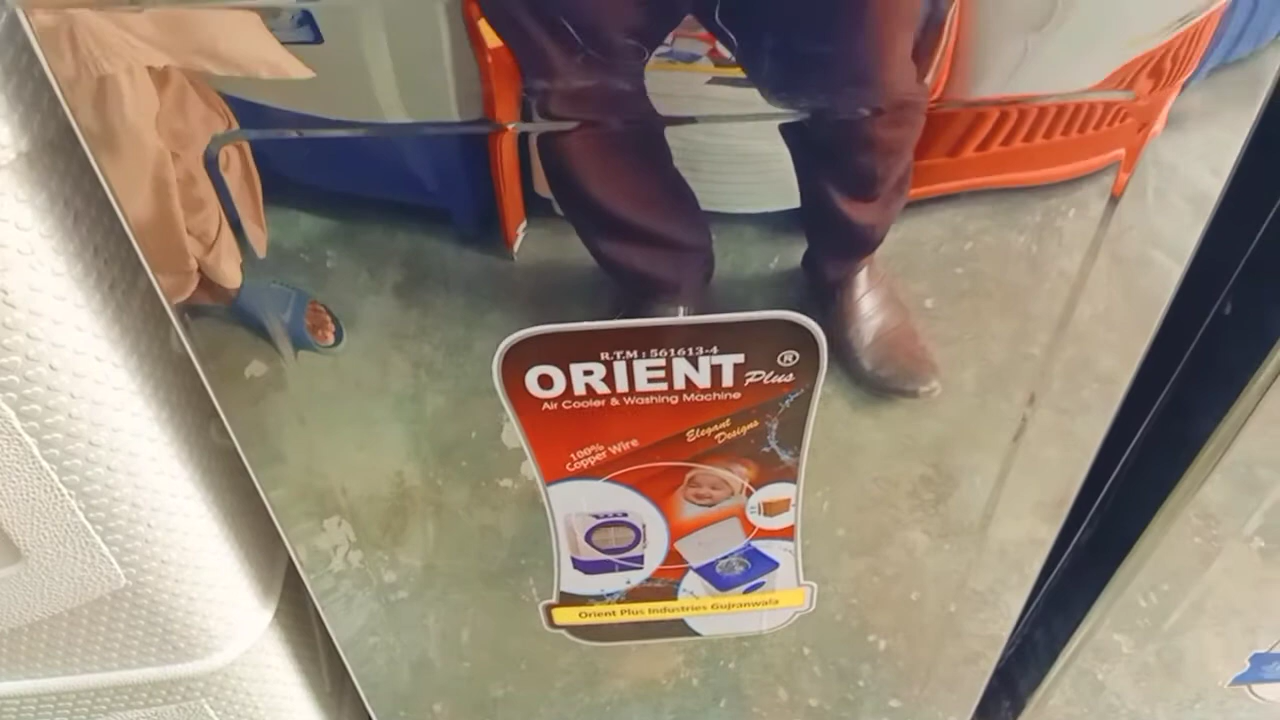 R.T.M : 561613-4
ORIENT Plus ®
Air Cooler & Washing Machine
100%
Copper Wire
Elegant
Designs
Orient Plus Industries Gujranwala